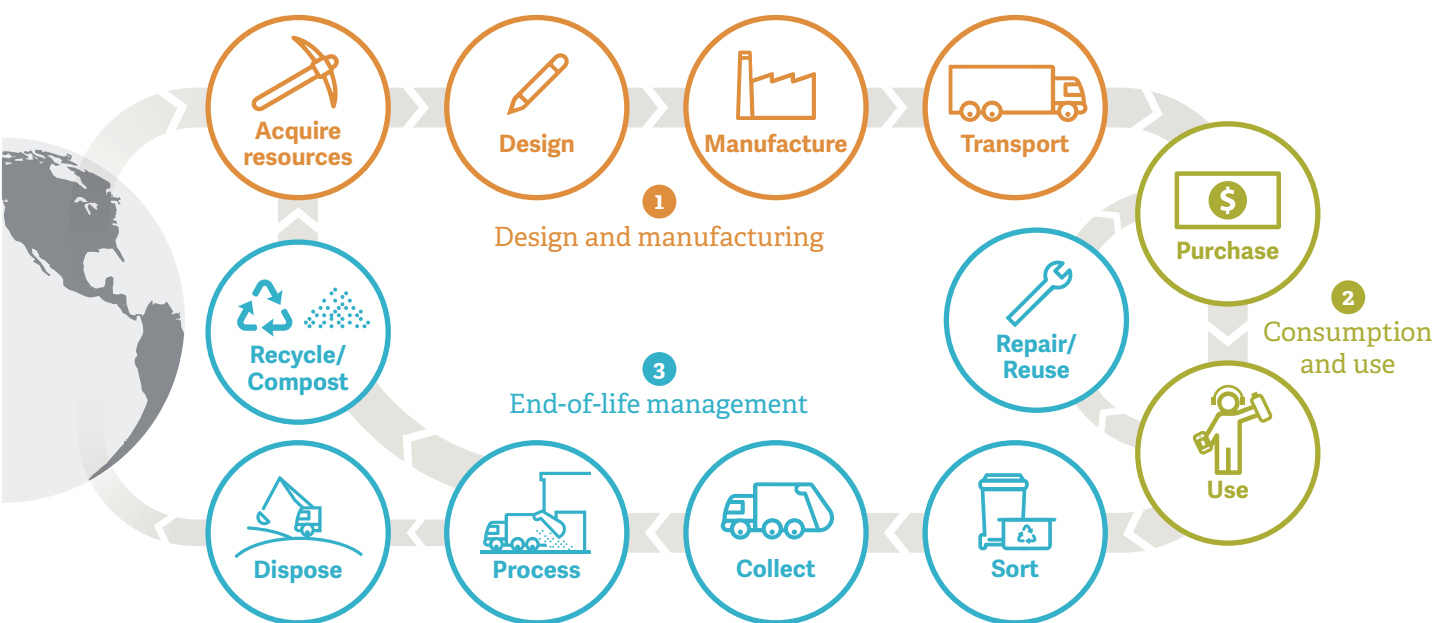 Acquire
resources
Design
Manufacture
Transport
1
Design and manufacturing
$
Purchase
2
Consumption
and use
Repair/
Reuse
Use
Recycle/
Compost
3
End-of-life management
Dispose
Process
Collect
Sort